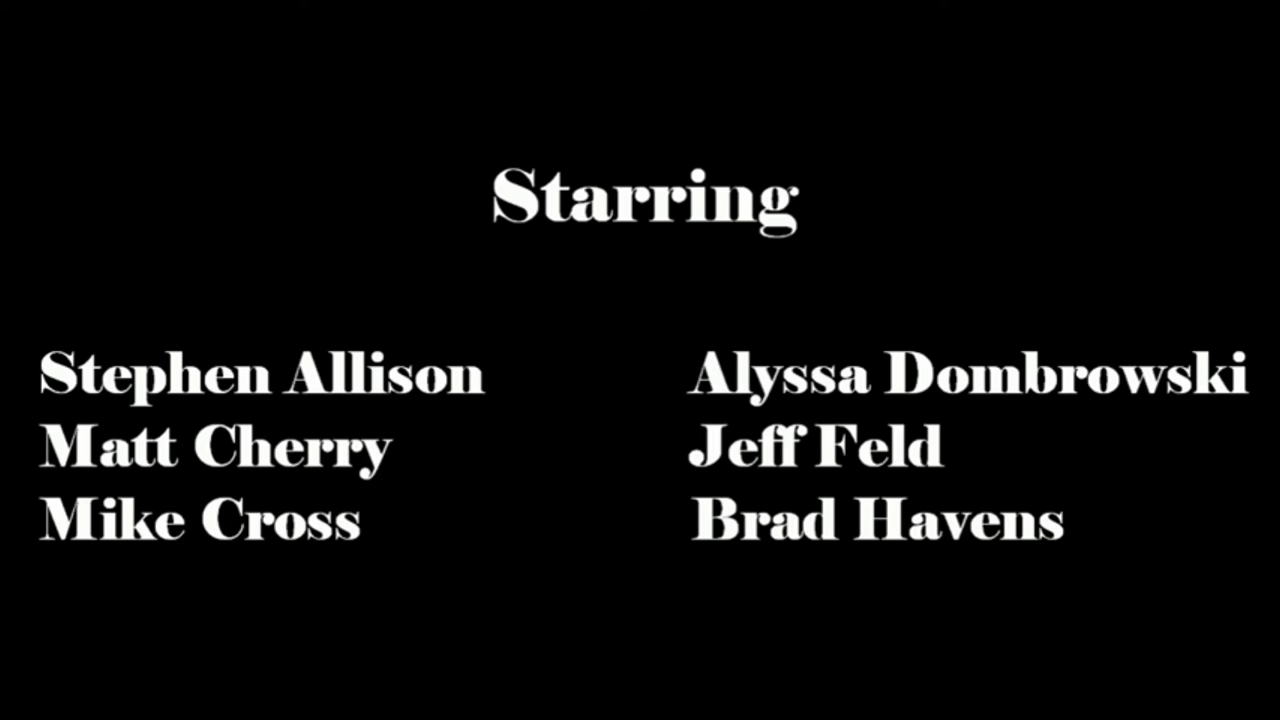 Starring
Stephen Allison
Matt Cherry
Mike Cross
Alyssa Dombrowski
Jeff Feld
Brad Havens